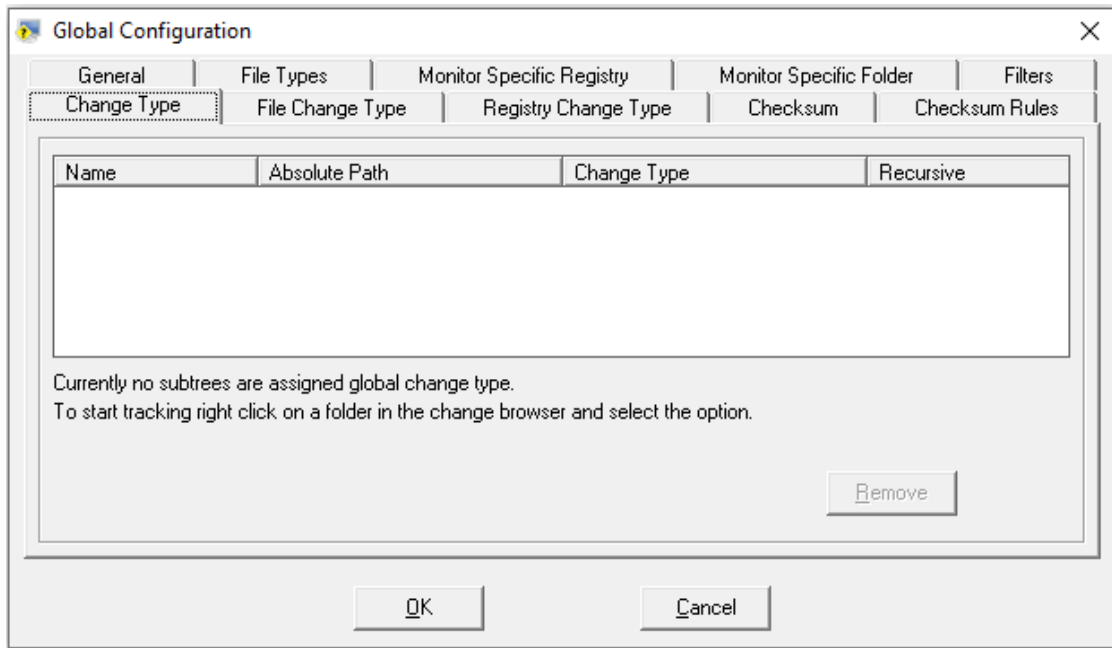 Global Configuration
General File Types Monitor Specific Registry Monitor Specific Folder Filters
Change Type File Change Type Registry Change Type Checksum Checksum Rules
Name Absolute Path Change Type Recursive
Currently no subtrees are assigned global change type.
To start tracking right click on a folder in the change browser and select the option.
Remove
OK Cancel